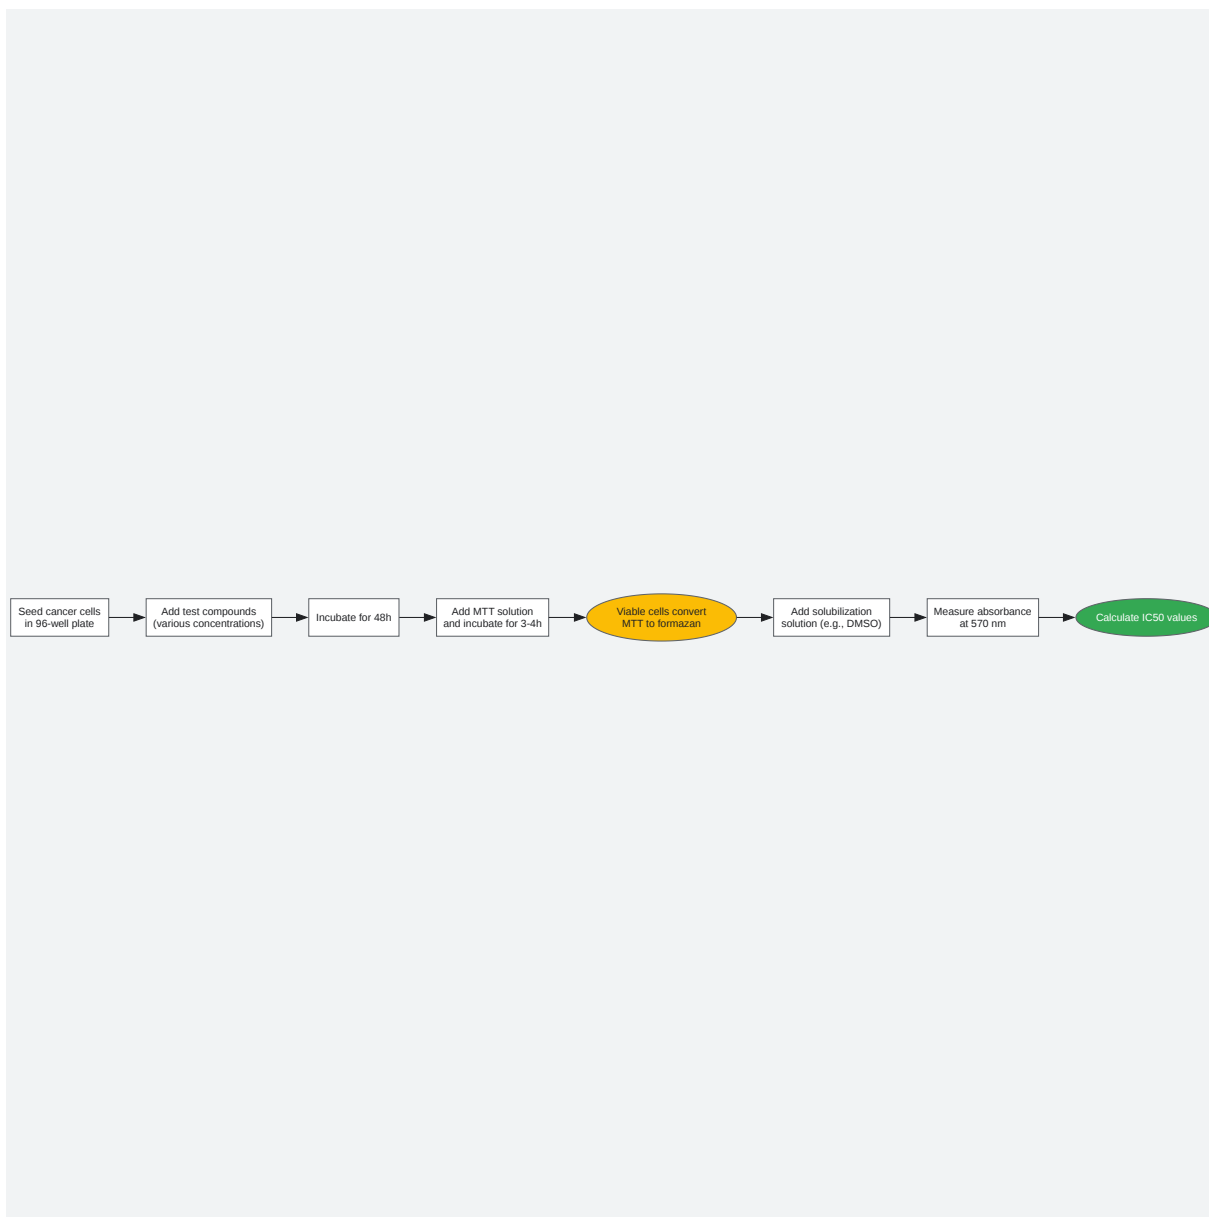 Seed cancer cells
in 96-well plate
Add test compounds
(various concentrations)
Incubate for 48h
Add MTT solution
and incubate for 3-4h
Viable cells convert
MTT to formazan
Add solubilization
solution (e.g., DMSO)
Measure absorbance
at 570 nm
Calculate IC50 values